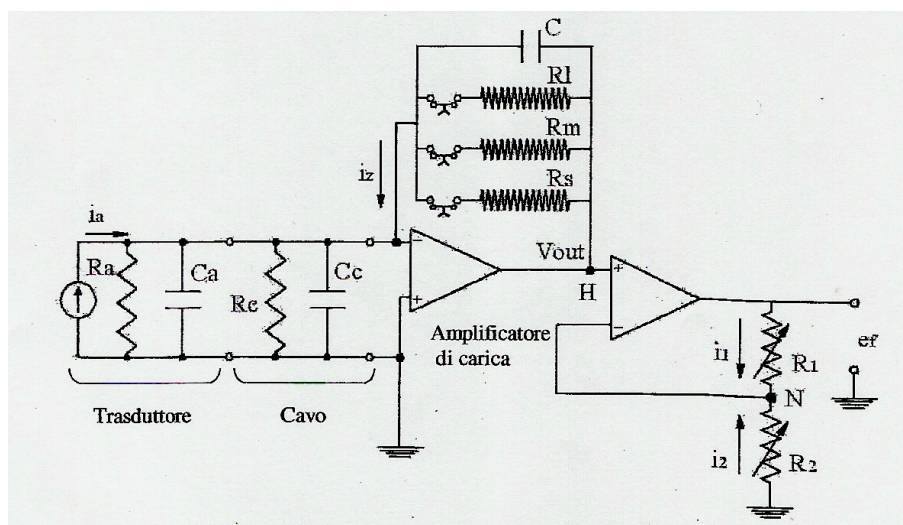 C
Rl
Rm
iz
Rs
ia
Vout
Ra
Ca
Rc
Cc
H
Amplificatore
di carica
i1
R1
ef
N
Trasduttore
Cavo
i2
R2